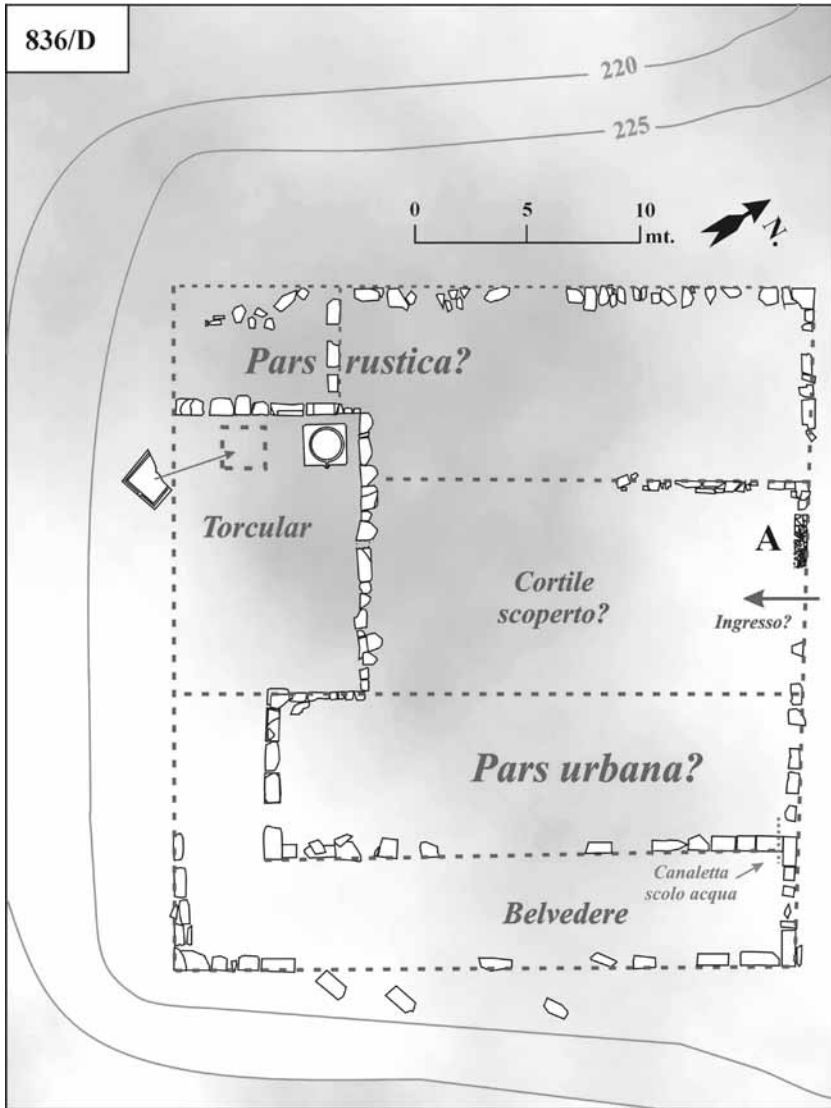 836/D
220
225
0 5 10
mt.
N.
Pars rustica?
Torcular
A
Cortile
scoperto?
Ingresso?
Pars urbana?
Canaletta
scolo acqua
Belvedere